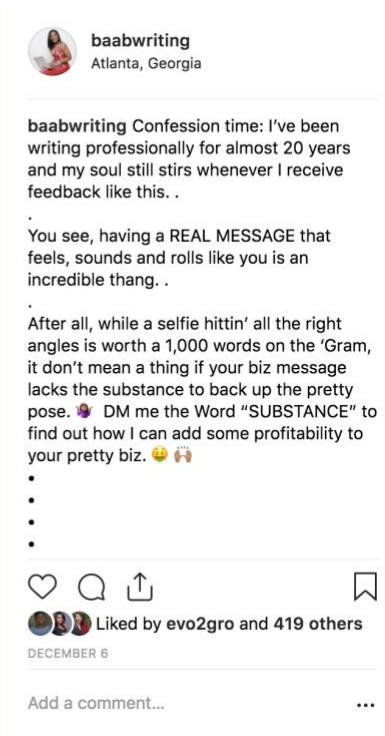 baabwriting
Atlanta, Georgia
baabwriting Confession time: I’ve been
writing professionally for almost 20 years
and my soul still stirs whenever I receive
feedback like this. .
.
You see, having a REAL MESSAGE that
feels, sounds and rolls like you is an
incredible thang. .
.
After all, while a selfie hittin’ all the right
angles is worth a 1,000 words on the ‘Gram,
it don’t mean a thing if your biz message
lacks the substance to back up the pretty
pose. 🤷🏾‍♀️ DM me the Word “SUBSTANCE” to
find out how I can add some profitability to
your pretty biz. 🤑 🙌🏽
•
•
•
•
Liked by evo2gro and 419 others
DECEMBER 6
Add a comment...